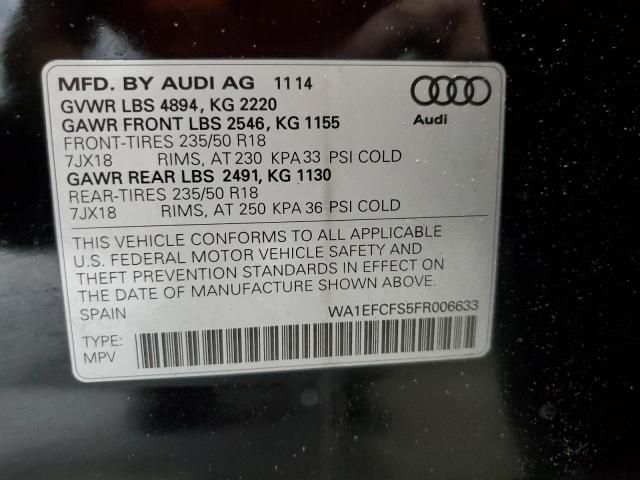 MFD. BY AUDI AG 11 14
GVWR LBS 4894, KG 2220
GAWR FRONT LBS 2546, KG 1155
FRONT-TIRES 235/50 R18
7JX18 RIMS, AT 230 KPA 33 PSI COLD
GAWR REAR LBS 2491, KG 1130
REAR-TIRES 235/50 R18
7JX18 RIMS, AT 250 KPA 36 PSI COLD
Audi
THIS VEHICLE CONFORMS TO ALL APPLICABLE
U.S. FEDERAL MOTOR VEHICLE SAFETY AND
THEFT PREVENTION STANDARDS IN EFFECT ON
THE DATE OF MANUFACTURE SHOWN ABOVE.
SPAIN WA1EFCFS5FR006633
TYPE:
MPV